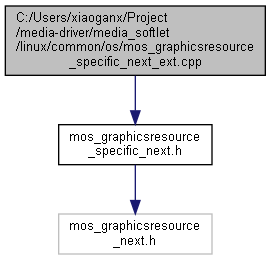 C:/Users/xiaoganx/Project
/media-driver/media_softlet
/linux/common/os/mos_graphicsresource
_specific_next_ext.cpp
mos_graphicsresource
_specific_next.h
mos_graphicsresource
_next.h